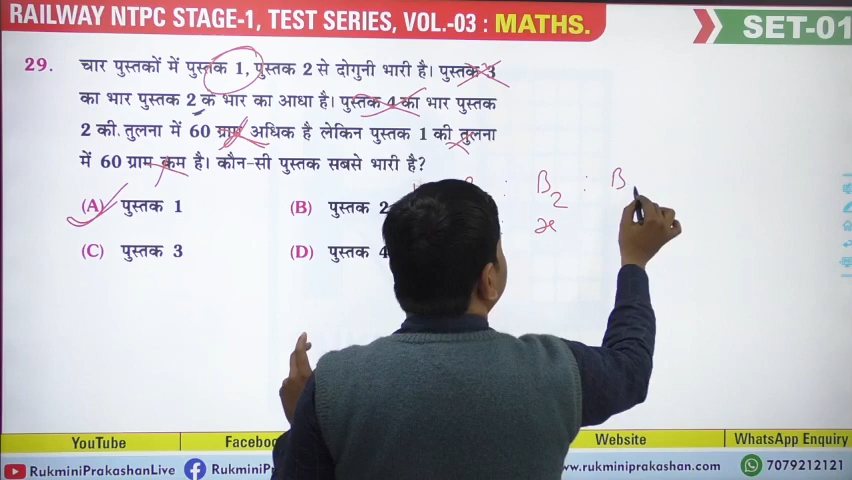 RAILWAY NTPC STAGE-1, TEST SERIES, VOL.-03 : MATHS.
SET-01
29. चार पुस्तकों में पुस्तक 1, पुस्तक 2 से दोगुनी भारी है। पुस्तक 3
का भार पुस्तक 2 के भार का आधा है। पुस्तक 4 का भार पुस्तक
2 की तुलना में 60 ग्राम अधिक है लेकिन पुस्तक 1 की तुलना
में 60 ग्राम कम है। कौन-सी पुस्तक सबसे भारी है?
: B2 : B
: x
(A) पुस्तक 1 (B) पुस्तक 2
(C) पुस्तक 3 (D) पुस्तक 4
YouTube Website WhatsApp Enquiry
RukminiPrakashanLive RukminiPr www.rukminiprakashan.com 7079212121